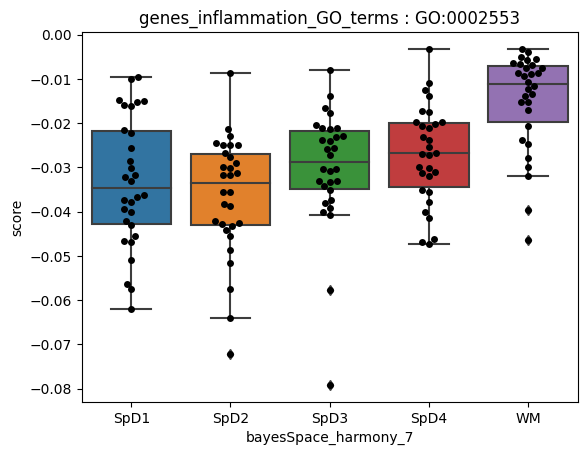 genes_inflammation_GO_terms : GO:0002553
0.00
−0.01
−0.02
−0.03
−0.04
−0.05
−0.06
−0.07
−0.08
score
SpD1 SpD2 SpD3 SpD4 WM
bayesSpace_harmony_7